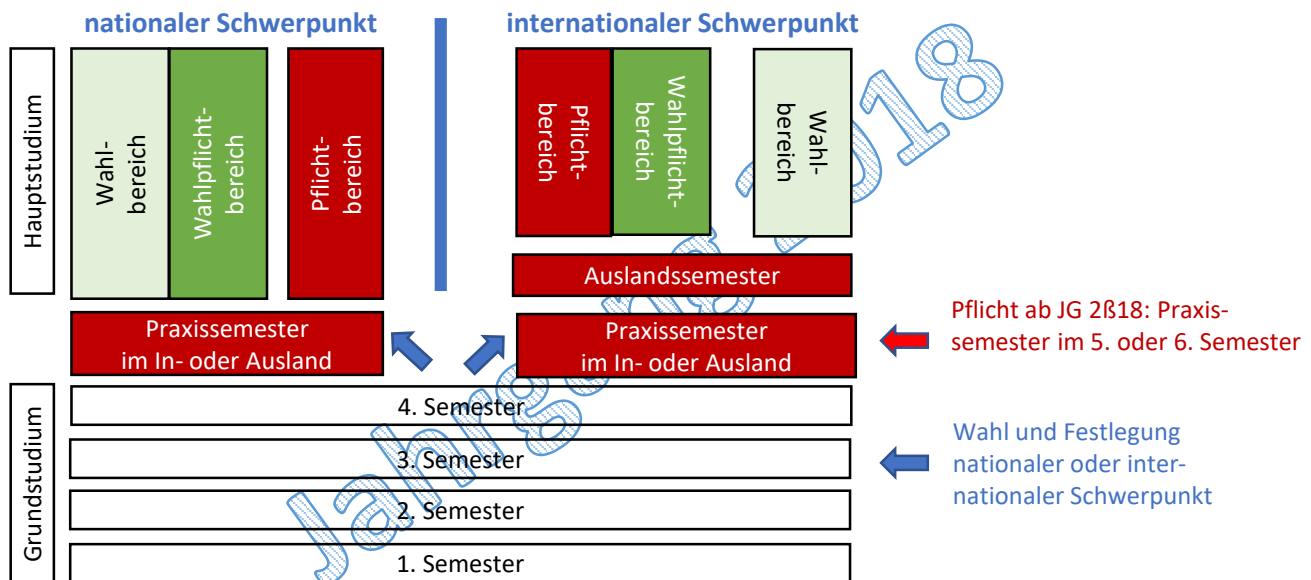 nationaler Schwerpunkt
internationaler Schwerpunkt
Hauptstudium
Wahl-
bereich
Wahlpflicht-
bereich
Pflicht-
bereich
Pflicht-
bereich
Wahlpflicht-
bereich
Wahl-
bereich
Auslandssemester
Praxissemester
im In- oder Ausland
Praxissemester
im In- oder Ausland
Pflicht ab JG 2ß18: Praxis-
semester im 5. oder 6. Semester
Grundstudium
4. Semester
3. Semester
2. Semester
1. Semester
Wahl und Festlegung
nationaler oder inter-
nationaler Schwerpunkt
Jahrgang 2018